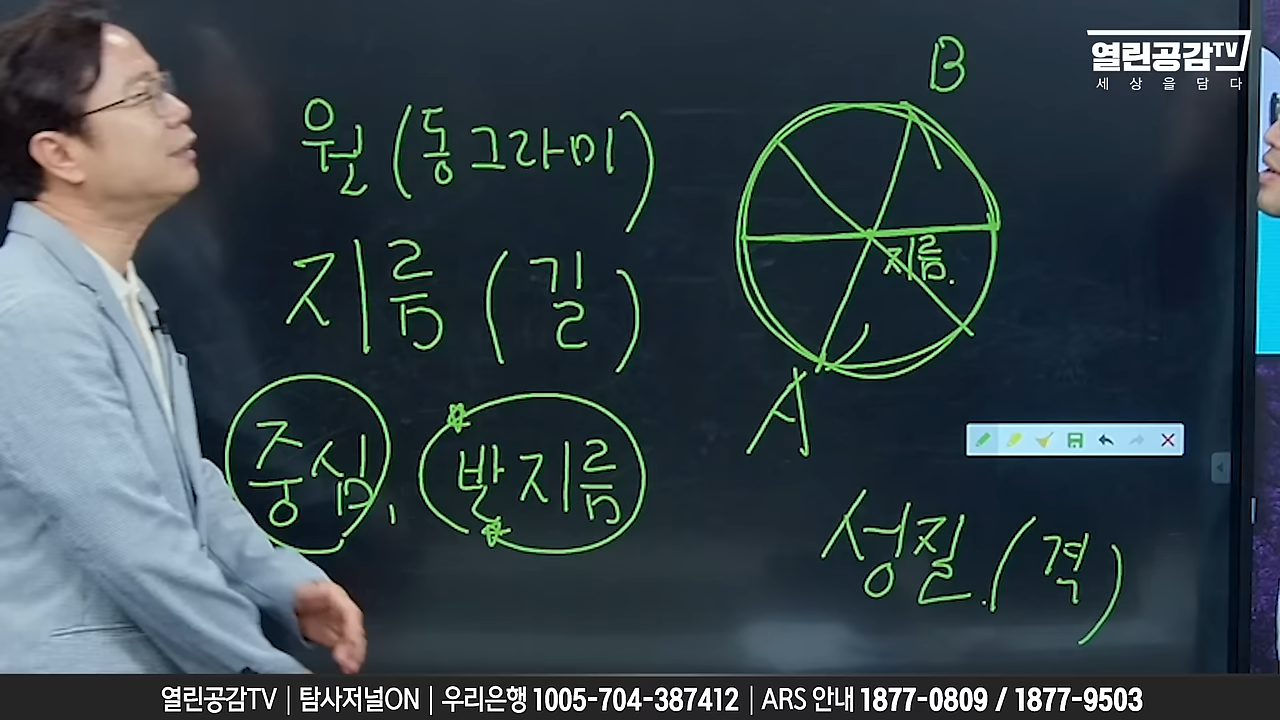 열린공감TV
세상을담다
원(동그라미)
지름(길)
중심, 반지름
B
지름.
A
성질.(격)
열린공감TV | 탐사저널ON | 우리은행 1005-704-387412 | ARS 안내 1877-0809 / 1877-9503